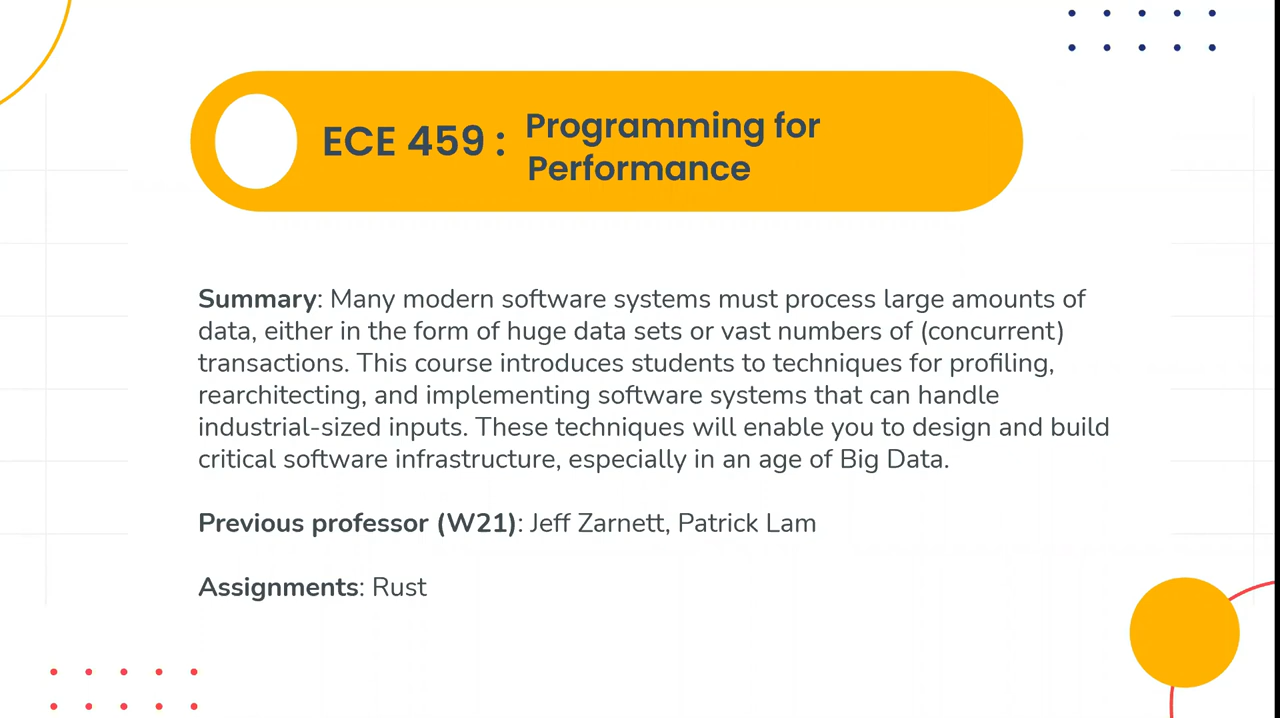 ECE 459 : Programming for
Performance
Summary: Many modern software systems must process large amounts of
data, either in the form of huge data sets or vast numbers of (concurrent)
transactions. This course introduces students to techniques for profiling,
rearchitecting, and implementing software systems that can handle
industrial-sized inputs. These techniques will enable you to design and build
critical software infrastructure, especially in an age of Big Data.
Previous professor (W21): Jeff Zarnett, Patrick Lam
Assignments: Rust